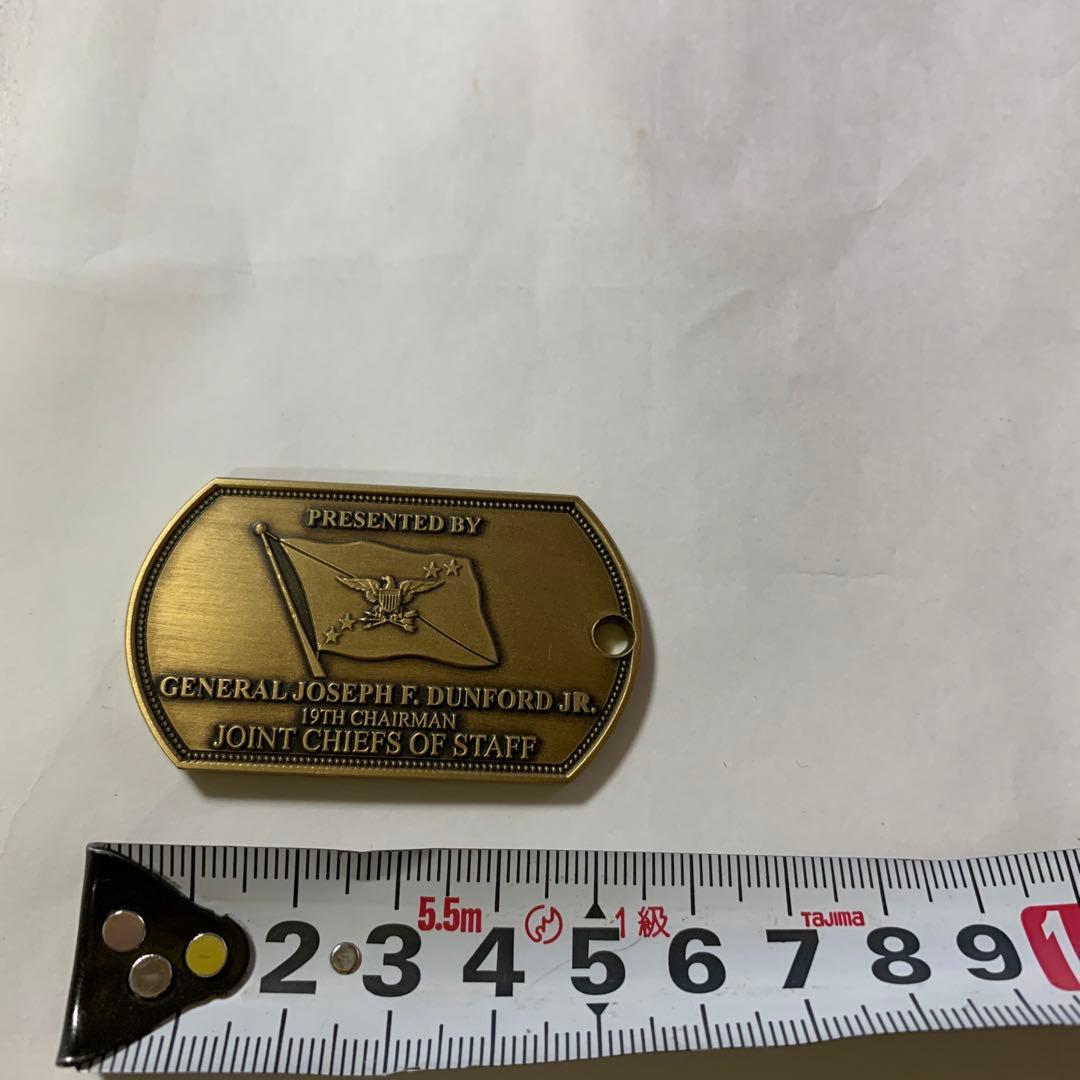 PRESENTED BY
GENERAL JOSEPH F. DUNFORD JR.
19TH CHAIRMAN
JOINT CHIEFS OF STAFF
5.5m 1級 TAJIMA
2 3 4 5 6 7 8 9 1